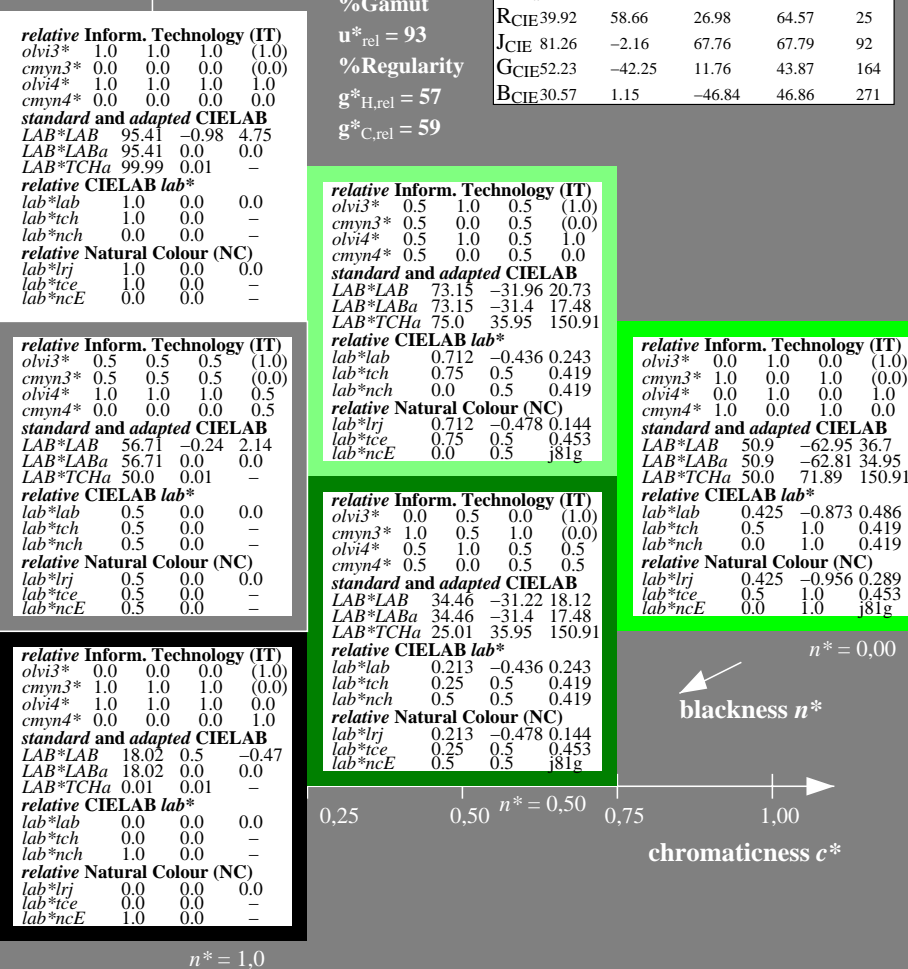 %Gamut
u*rel = 93
%Regularity
g*H,rel = 57
g*C,rel = 59
RCIE 39.92 58.66 26.98 64.57 25
JCIE 81.26 −2.16 67.76 67.79 92
GCIE 52.23 −42.25 11.76 43.87 164
BCIE 30.57 1.15 −46.84 46.86 271
relative Inform. Technology (IT)
olvi3* 1.0 1.0 1.0 (1.0)
cmyn3* 0.0 0.0 0.0 (0.0)
olvi4* 1.0 1.0 1.0 1.0
cmyn4* 0.0 0.0 0.0 0.0
standard and adapted CIELAB
LAB*LAB 95.41 −0.98 4.75
LAB*LABa 95.41 0.0 0.0
LAB*TCHa 99.99 0.01 –
relative CIELAB lab*
lab*lab 1.0 0.0 0.0
lab*tch 1.0 0.0 –
lab*nch 0.0 0.0 –
relative Natural Colour (NC)
lab*lrj 1.0 0.0 0.0
lab*tce 1.0 0.0 –
lab*ncE 0.0 0.0 –
relative Inform. Technology (IT)
olvi3* 0.5 1.0 0.5 (1.0)
cmyn3* 0.5 0.0 0.5 (0.0)
olvi4* 0.5 1.0 0.5 1.0
cmyn4* 0.5 0.0 0.5 0.0
standard and adapted CIELAB
LAB*LAB 73.15 −31.96 20.73
LAB*LABa 73.15 −31.4 17.48
LAB*TCHa 75.0 35.95 150.91
relative CIELAB lab*
lab*lab 0.712 −0.436 0.243
lab*tch 0.75 0.5 0.419
lab*nch 0.0 0.5 0.419
relative Natural Colour (NC)
lab*lrj 0.712 −0.478 0.144
lab*tce 0.75 0.5 0.453
lab*ncE 0.0 0.5 j81g
relative Inform. Technology (IT)
olvi3* 0.5 0.5 0.5 (1.0)
cmyn3* 0.5 0.5 0.5 (0.0)
olvi4* 1.0 1.0 1.0 0.5
cmyn4* 0.0 0.0 0.0 0.5
standard and adapted CIELAB
LAB*LAB 56.71 −0.24 2.14
LAB*LABa 56.71 0.0 0.0
LAB*TCHa 50.0 0.01 –
relative CIELAB lab*
lab*lab 0.5 0.0 0.0
lab*tch 0.5 0.0 –
lab*nch 0.5 0.0 –
relative Natural Colour (NC)
lab*lrj 0.5 0.0 0.0
lab*tce 0.5 0.0 –
lab*ncE 0.5 0.0 –
relative Inform. Technology (IT)
olvi3* 0.0 1.0 0.0 (1.0)
cmyn3* 1.0 0.0 1.0 (0.0)
olvi4* 0.0 1.0 0.0 1.0
cmyn4* 1.0 0.0 1.0 0.0
standard and adapted CIELAB
LAB*LAB 50.9 −62.95 36.7
LAB*LABa 50.9 −62.81 34.95
LAB*TCHa 50.0 71.89 150.91
relative CIELAB lab*
lab*lab 0.425 −0.873 0.486
lab*tch 0.5 1.0 0.419
lab*nch 0.0 1.0 0.419
relative Natural Colour (NC)
lab*lrj 0.425 −0.956 0.289
lab*tce 0.5 1.0 0.453
lab*ncE 0.0 1.0 j81g
relative Inform. Technology (IT)
olvi3* 0.0 0.5 0.0 (1.0)
cmyn3* 1.0 0.5 1.0 (0.0)
olvi4* 0.5 1.0 0.5 0.5
cmyn4* 0.5 0.0 0.5 0.5
standard and adapted CIELAB
LAB*LAB 34.46 −31.22 18.12
LAB*LABa 34.46 −31.4 17.48
LAB*TCHa 25.01 35.95 150.91
relative CIELAB lab*
lab*lab 0.213 −0.436 0.243
lab*tch 0.25 0.5 0.419
lab*nch 0.5 0.5 0.419
relative Natural Colour (NC)
lab*lrj 0.213 −0.478 0.144
lab*tce 0.25 0.5 0.453
lab*ncE 0.5 0.5 j81g
relative Inform. Technology (IT)
olvi3* 0.0 0.0 0.0 (1.0)
cmyn3* 1.0 1.0 1.0 (0.0)
olvi4* 1.0 1.0 1.0 0.0
cmyn4* 0.0 0.0 0.0 1.0
standard and adapted CIELAB
LAB*LAB 18.02 0.5 −0.47
LAB*LABa 18.02 0.0 0.0
LAB*TCHa 0.01 0.01 –
relative CIELAB lab*
lab*lab 0.0 0.0 0.0
lab*tch 0.0 0.0 –
lab*nch 1.0 0.0 –
relative Natural Colour (NC)
lab*lrj 0.0 0.0 0.0
lab*tce 0.0 0.0 –
lab*ncE 1.0 0.0 –
n* = 0,00
blackness n*
0,25 0,50 n* = 0,50 0,75 1,00
chromaticness c*
n* = 1,0